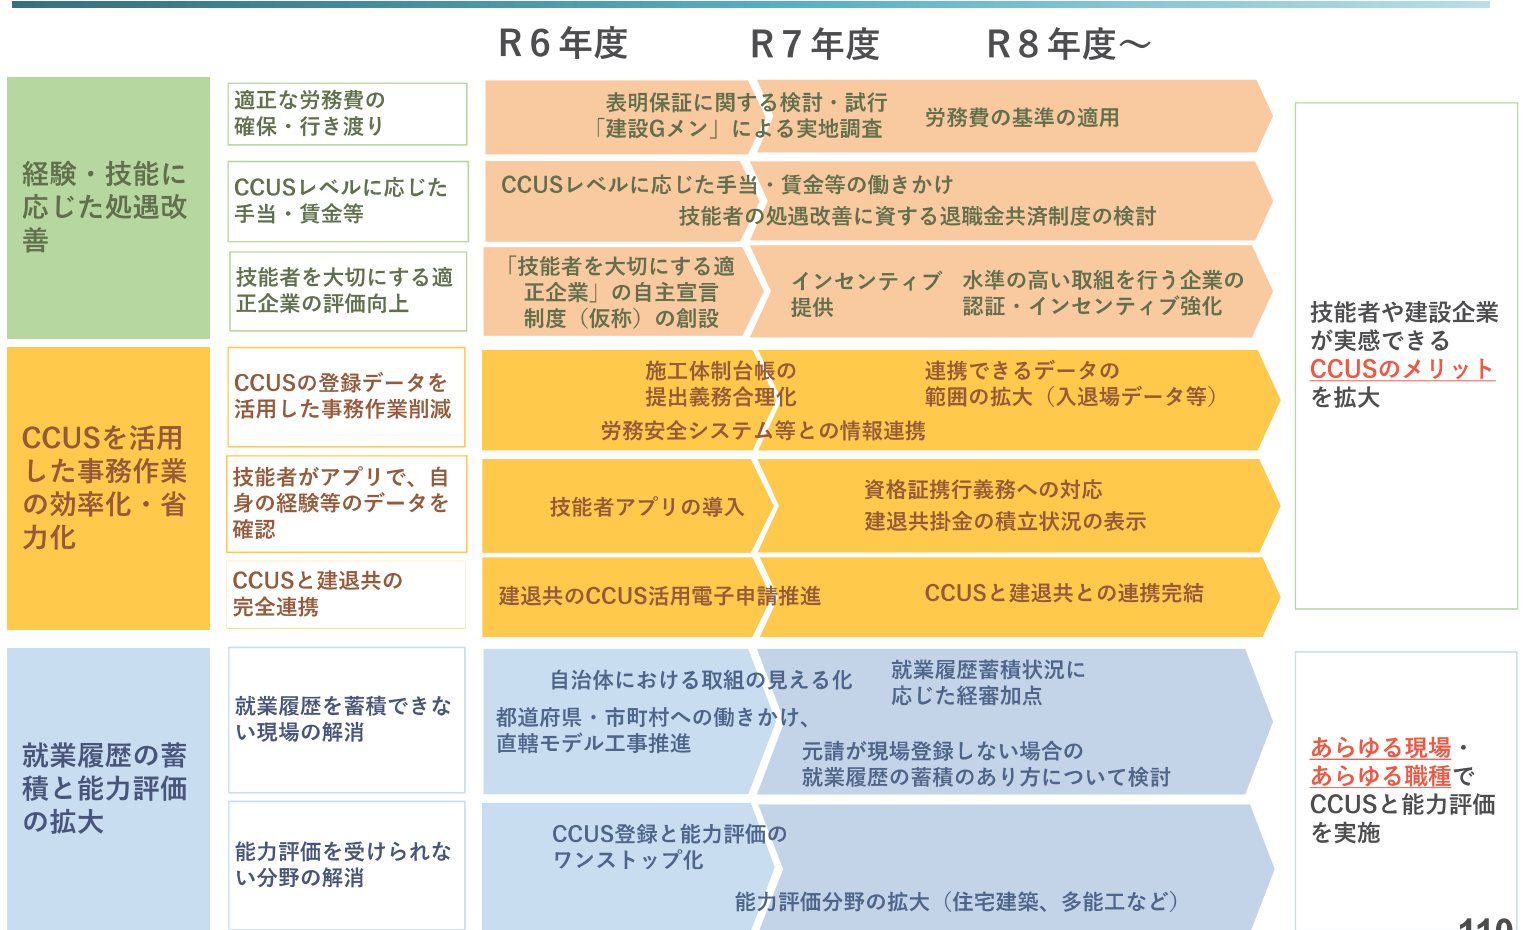 R６年度
R７年度
R８年度～
経験・技能に
応じた処遇改
善
適正な労務費の
確保・行き渡り
表明保証に関する検討・試行
「建設Gメン」による実地調査
労務費の基準の適用
CCUSレベルに応じた
手当・賃金等
CCUSレベルに応じた手当・賃金等の働きかけ
技能者の処遇改善に資する退職金共済制度の検討
技能者を大切にする適
正企業の評価向上
「技能者を大切にする適
正企業」の自主宣言
制度（仮称）の創設
インセンティブ
提供
水準の高い取組を行う企業の
認証・インセンティブ強化
CCUSを活用
した事務作業
の効率化・省
力化
CCUSの登録データを
活用した事務作業削減
施工体制台帳の
提出義務合理化
連携できるデータの
範囲の拡大（入退場データ等）
労務安全システム等との情報連携
技能者がアプリで、自
身の経験等のデータを
確認
技能者アプリの導入
資格証携行義務への対応
建退共掛金の積立状況の表示
CCUSと建退共の
完全連携
建退共のCCUS活用電子申請推進
CCUSと建退共との連携完結
技能者や建設企業
が実感できる
CCUSのメリット
を拡大
就業履歴の蓄
積と能力評価
の拡大
就業履歴を蓄積できな
い現場の解消
自治体における取組の見える化
都道府県・市町村への働きかけ、
直轄モデル工事推進
就業履歴蓄積状況に
応じた経審加点
元請が現場登録しない場合の
就業履歴の蓄積のあり方について検討
能力評価を受けられな
い分野の解消
CCUS登録と能力評価の
ワンストップ化
能力評価分野の拡大（住宅建築、多能工など）
あらゆる現場・
あらゆる職種で
CCUSと能力評価
を実施
110